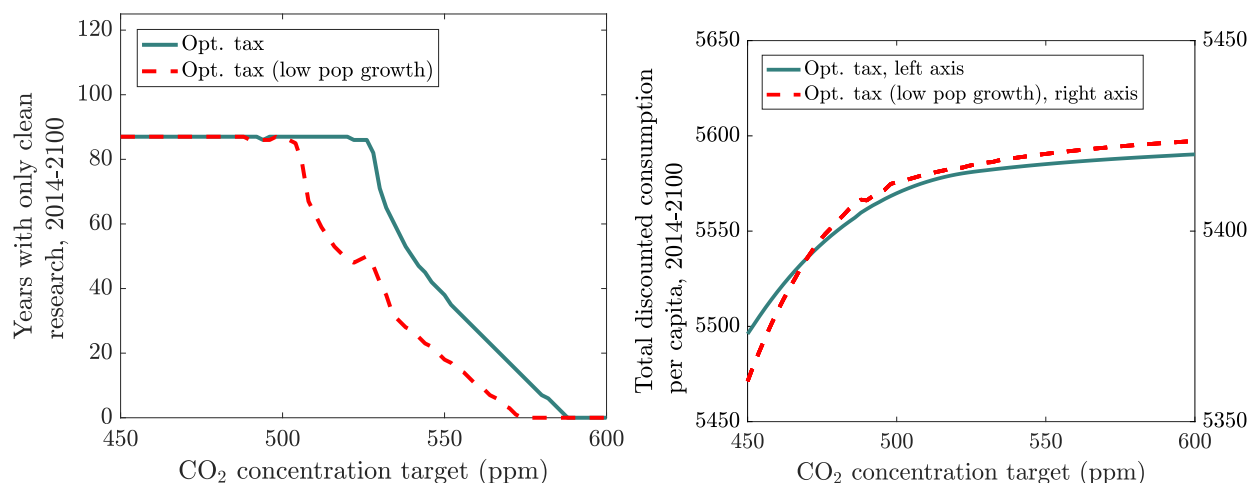 120
100
80
60
40
20
0
450
500
550
600
Years with only clean
research, 2014-2100
CO₂ concentration target (ppm)
Opt. tax
Opt. tax (low pop growth)
5650
5600
5550
5500
5450
5450
5400
5350
450
500
550
600
Total discounted consumption
per capita, 2014-2100
CO₂ concentration target (ppm)
Opt. tax, left axis
Opt. tax (low pop growth), right axis